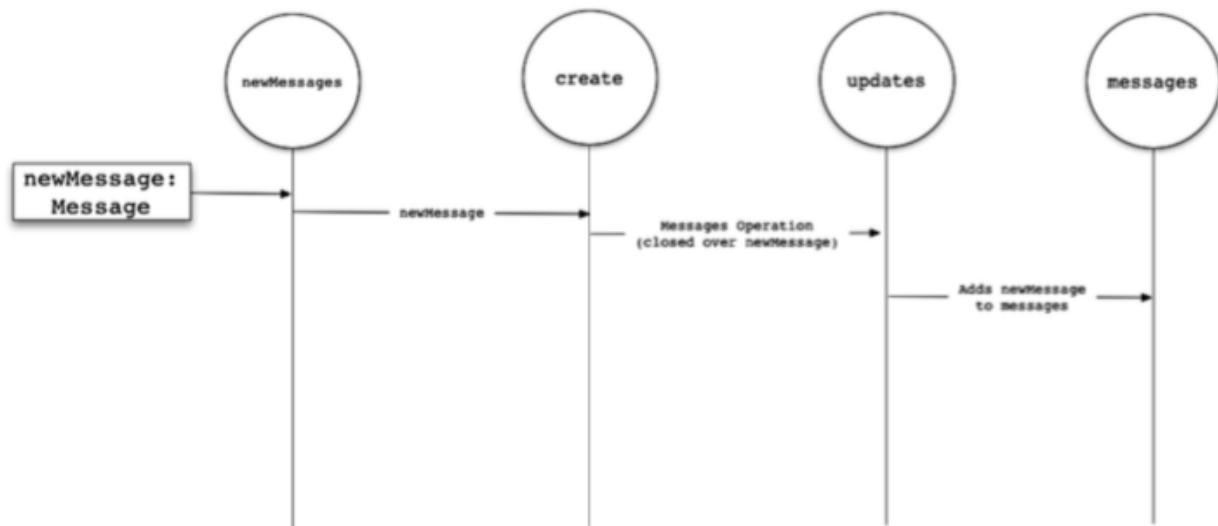 newMessages
create
updates
messages
newMessage:
Message
newMessage
Messages Operation
(closed over newMessage)
Adds newMessage
to messages